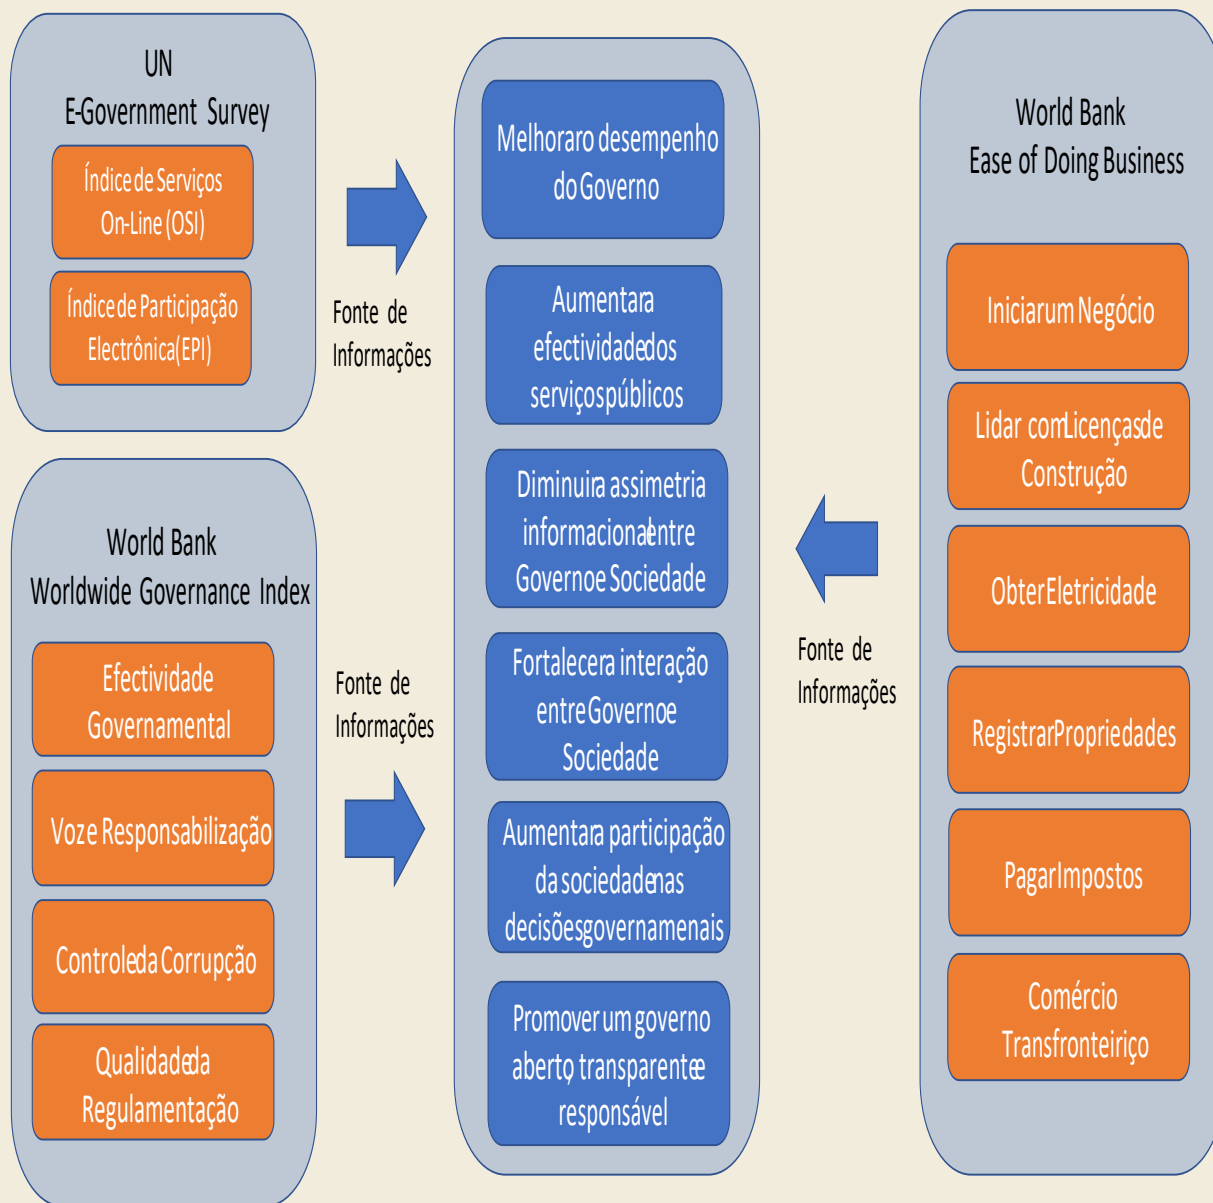 UN
E-Government Survey
Índice de Serviços
On-Line (OSI)
Índice de Participação
Electrônica(EPI)
Fonte de
Informações
World Bank
Worldwide Governance Index
Efectividade
Governamental
Voz e Responsabilização
Controle da Corrupção
Qualidade da
Regulamentação
Fonte de
Informações
Melhorar o desempenho
do Governo
Aumentar a
efectividade dos
serviços públicos
Diminuir a assimetria
informacional entre
Governo e Sociedade
Fortalecer a interação
entre Governo e
Sociedade
Aumentar a participação
da sociedade nas
decisões governamenais
Promover um governo
aberto, transparente e
responsável
Fonte de
Informações
World Bank
Ease of Doing Business
Iniciar um Negócio
Lidar com Licenças de
Construção
Obter Eletricidade
Registrar Propriedades
Pagar Impostos
Comércio
Transfronteiriço